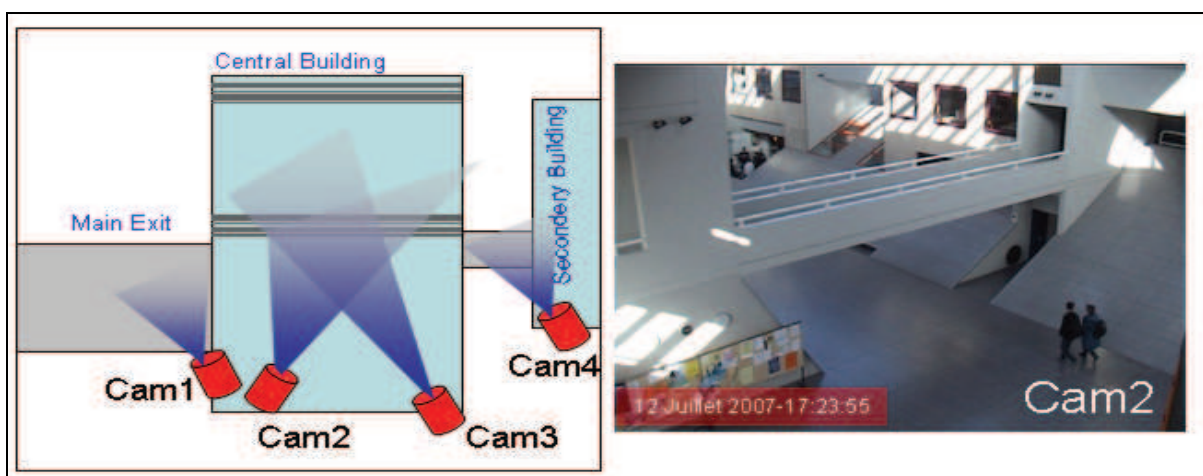 Central Building
Main Exit
Secondery Building
Cam1
Cam2
Cam3
Cam4
12 Juillet 2007-17:23:55
Cam2